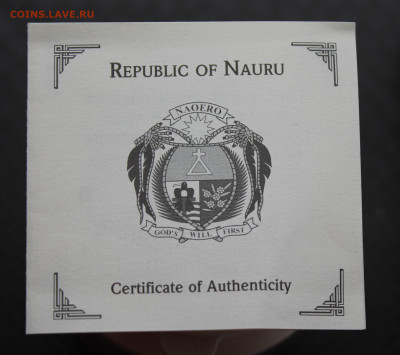 COINS.LAVE.RU
REPUBLIC OF NAURU
NAOERO
GOD'S WILL FIRST
Certificate of Authenticity